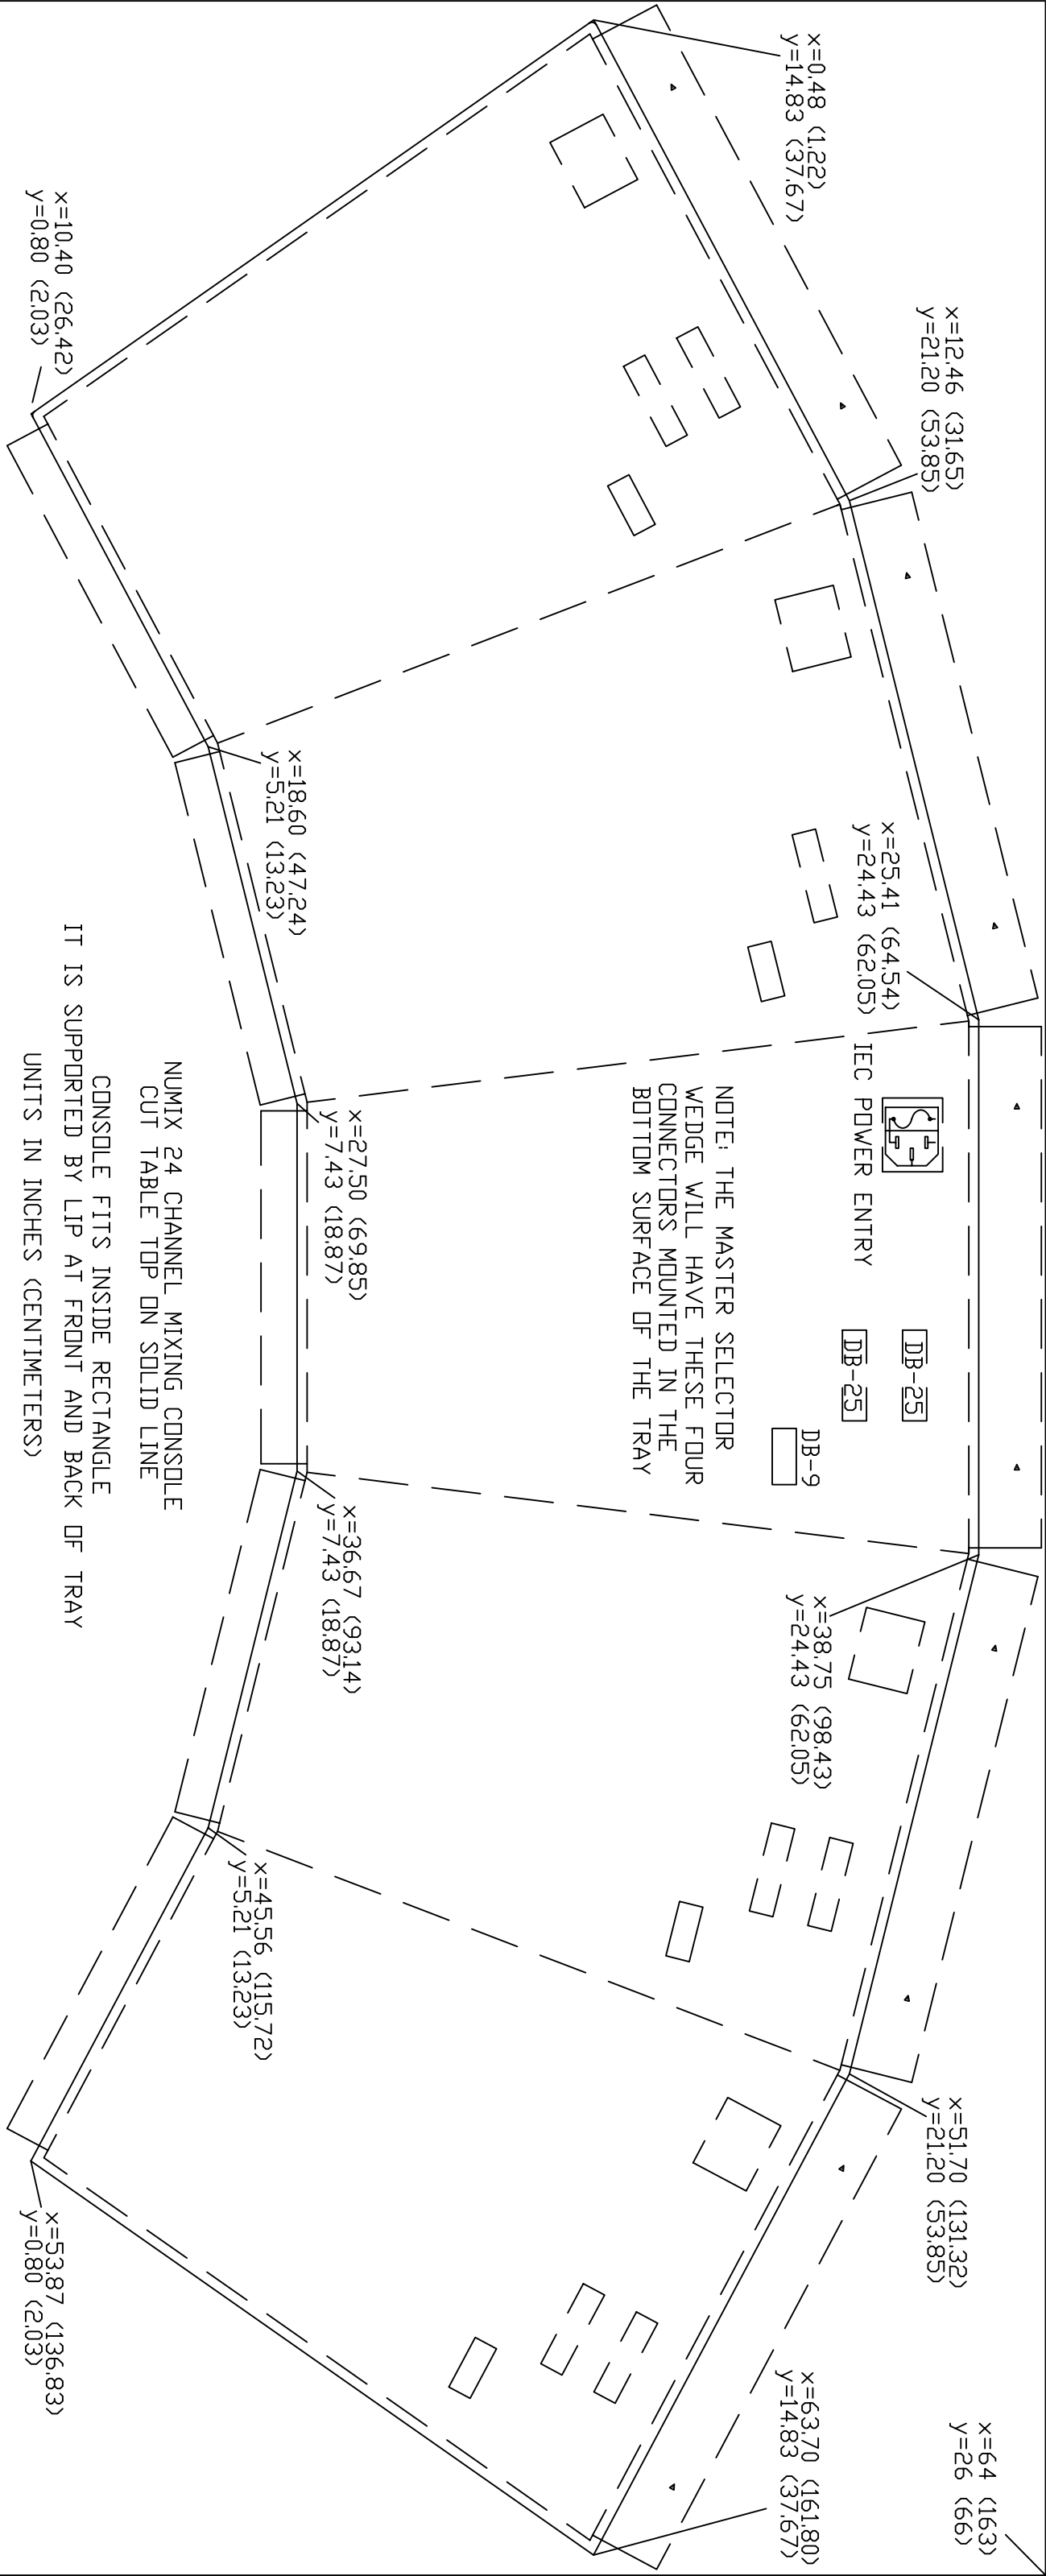 x=0.48 (1.22)
y=14.83 (37.67)
x=12.46 (31.65)
y=21.20 (53.85)
x=25.41 (64.54)
y=24.43 (62.05)
x=38.75 (98.43)
y=24.43 (62.05)
x=51.70 (131.32)
y=21.20 (53.85)
x=63.70 (161.80)
y=14.83 (37.67)
x=64 (163)
y=26 (66)
IEC POWER ENTRY
DB-25
DB-25
DB-9
NOTE: THE MASTER SELECTOR
WEDGE WILL HAVE THESE FOUR
CONNECTORS MOUNTED IN THE
BOTTOM SURFACE OF THE TRAY
x=10.40 (26.42)
y=0.80 (2.03)
x=18.60 (47.24)
y=5.21 (13.23)
x=27.50 (69.85)
y=7.43 (18.87)
x=36.67 (93.14)
y=7.43 (18.87)
x=45.56 (115.72)
y=5.21 (13.23)
x=53.87 (136.83)
y=0.80 (2.03)
NUMIX 24 CHANNEL MIXING CONSOLE
CUT TABLE TOP ON SOLID LINE
CONSOLE FITS INSIDE RECTANGLE
IT IS SUPPORTED BY LIP AT FRONT AND BACK OF TRAY
UNITS IN INCHES (CENTIMETERS)